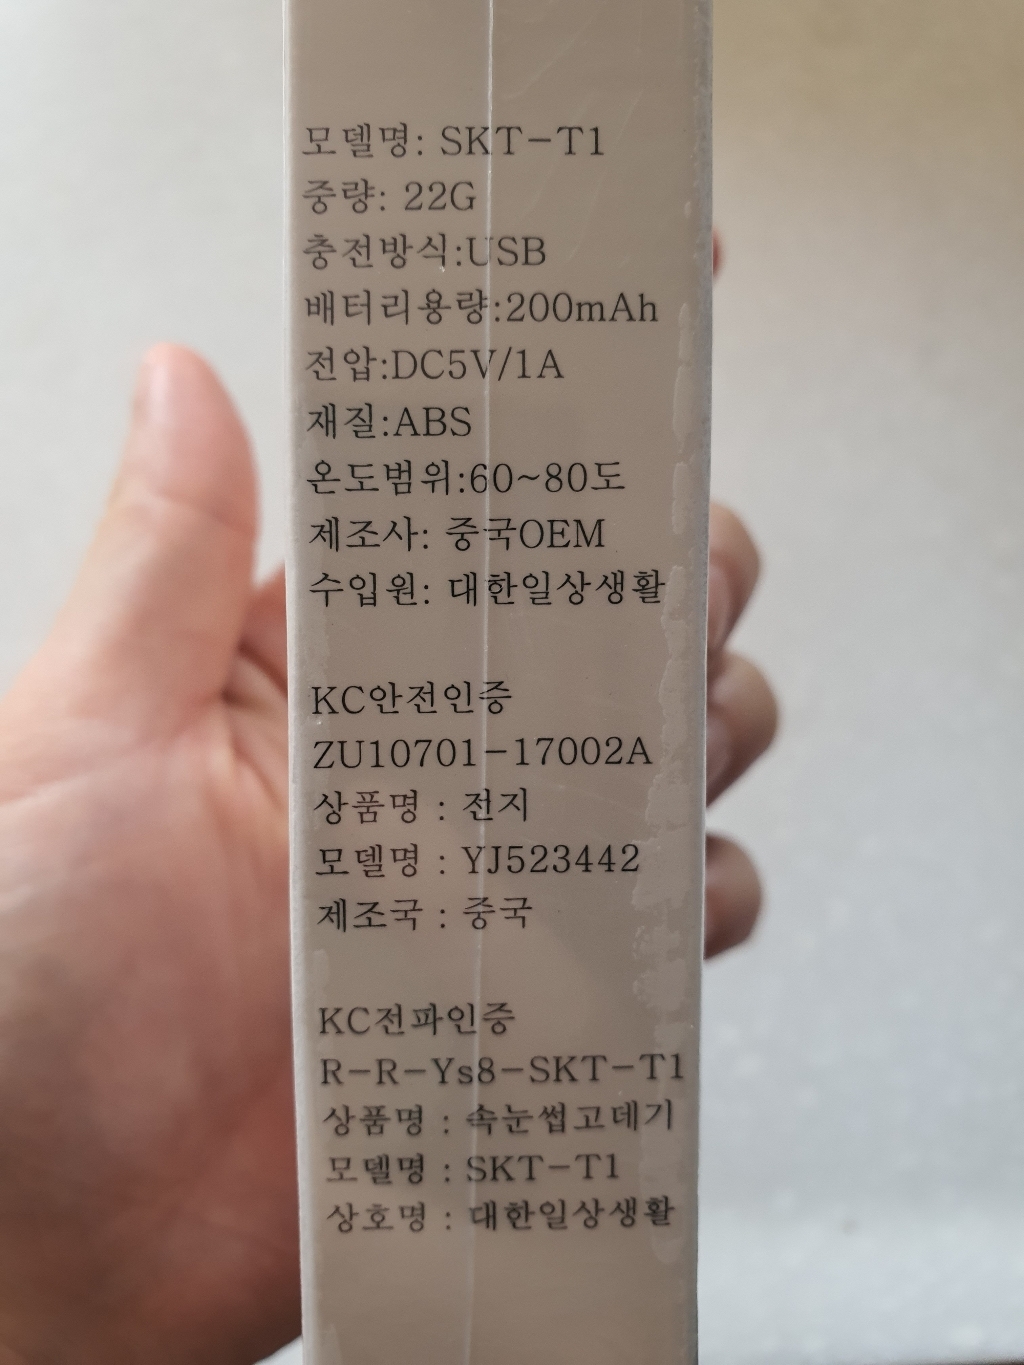 모델명: SKT-T1
중량: 22G
충전방식:USB
배터리용량:200mAh
전압:DC5V/1A
재질:ABS
온도범위:60~80도
제조사: 중국OEM
수입원: 대한일상생활
KC안전인증
ZU10701-17002A
상품명 : 전지
모델명 : YJ523442
제조국 : 중국
KC전파인증
R-R-Ys8-SKT-T1
상품명 : 속눈썹고데기
모델명 : SKT-T1
상호명 : 대한일상생활